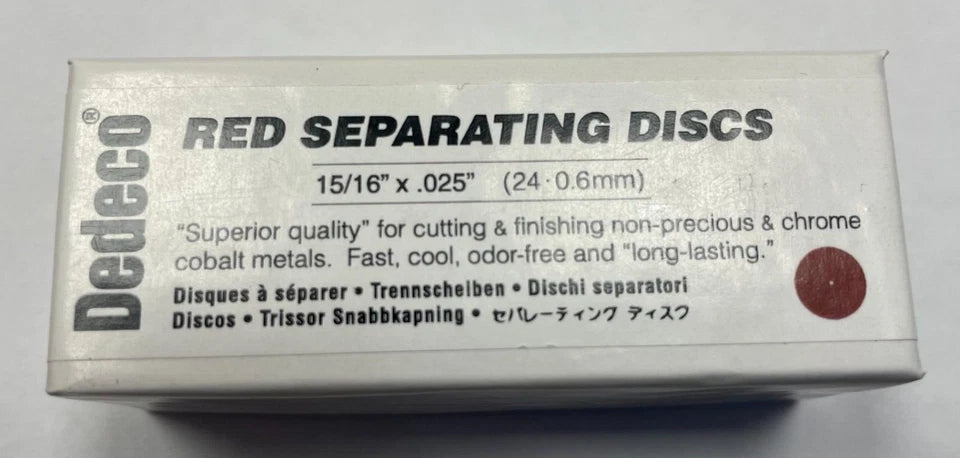 Dedeco®
RED SEPARATING DISCS
15/16” x .025” (24 · 0.6mm)
“Superior quality” for cutting & finishing non-precious & chrome
cobalt metals. Fast, cool, odor-free and “long-lasting.”
Disques à séparer • Trennscheiben • Dischi separatori
Discos • Trissor Snabbkapning • セパレーティング ディスク